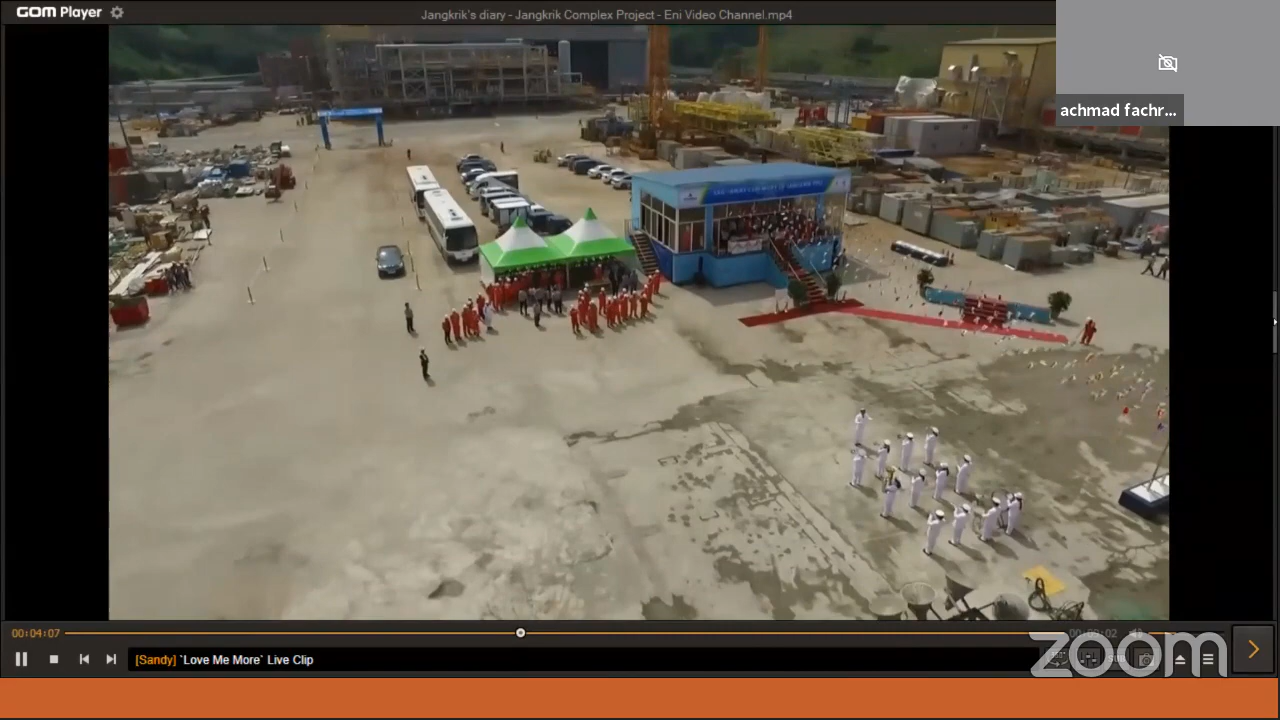 GOM Player
Jangkrik's diary - Jangkrik Complex Project - Eni Video Channel.mp4
achmad fachr...
00:04:07
[Sandy] `Love Me More` Live Clip
zoom